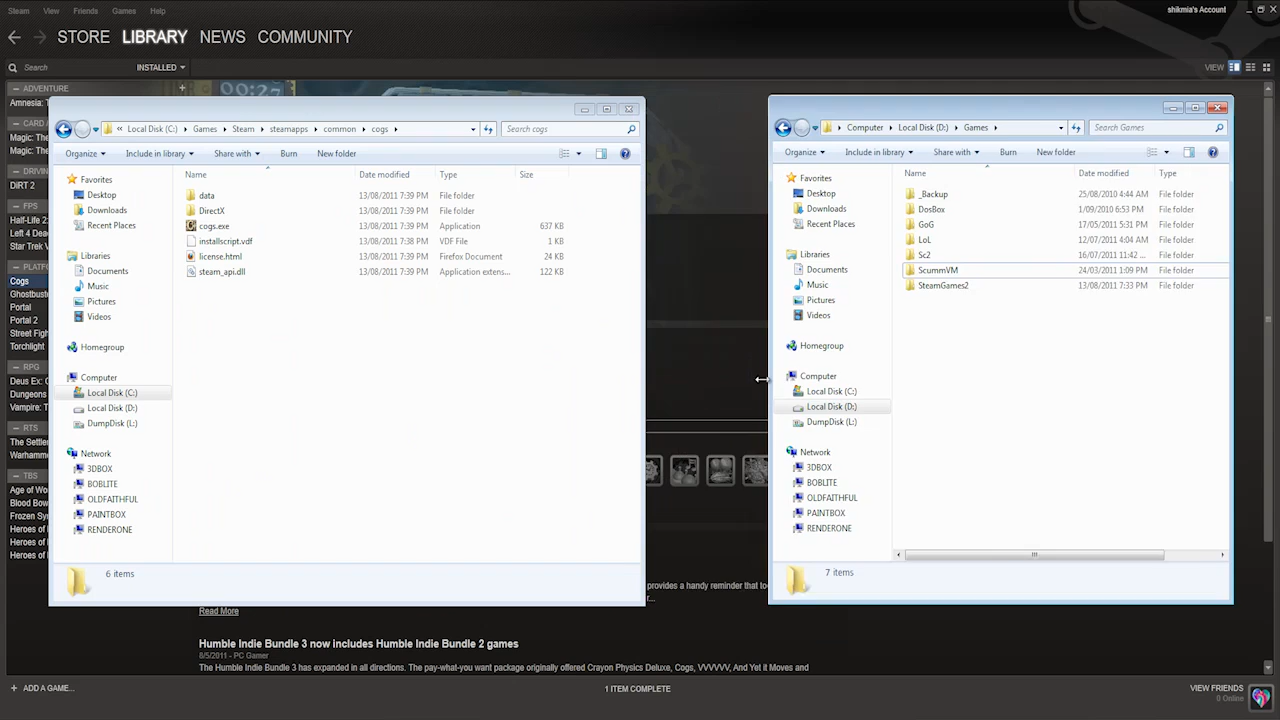 Steam View Friends Games Help
shikmia's Account
STORE LIBRARY NEWS COMMUNITY
Search INSTALLED
VIEW
ADVENTURE
Amnesia: T
CARD
Magic: The
Magic: The
DRIVIN
DiRT 2
FPS
Half-Life 2:
Left 4 Dead
Star Trek V
PLATF
Cogs
Ghostbust
Portal
Portal 2
Street Figh
Torchlight
RPG
Deus Ex: G
Dungeons
Vampire: T
RTS
The Settler
Warhamme
TBS
Age of Wo
Blood Bow
Frozen Syn
Heroes of
Heroes of
Heroes of
00:27
Local Disk (C:) Games Steam steamapps common cogs
Search cogs
Organize Include in library Share with Burn New folder
Favorites
Desktop
Downloads
Recent Places
Libraries
Documents
Music
Pictures
Videos
Homegroup
Computer
Local Disk (C:)
Local Disk (D:)
DumpDisk (L:)
Network
3DBOX
BOBLITE
OLDFAITHFUL
PAINTBOX
RENDERONE
Name Date modified Type Size
data 13/08/2011 7:39 PM File folder
DirectX 13/08/2011 7:39 PM File folder
cogs.exe 13/08/2011 7:39 PM Application 637 KB
installscript.vdf 13/08/2011 7:38 PM VDF File 1 KB
license.html 13/08/2011 7:39 PM Firefox Document 24 KB
steam_api.dll 13/08/2011 7:39 PM Application extens... 122 KB
6 items
Computer Local Disk (D:) Games
Search Games
Organize Include in library Share with Burn New folder
Favorites
Desktop
Downloads
Recent Places
Libraries
Documents
Music
Pictures
Videos
Homegroup
Computer
Local Disk (C:)
Local Disk (D:)
DumpDisk (L:)
Network
3DBOX
BOBLITE
OLDFAITHFUL
PAINTBOX
RENDERONE
Name Date modified Type
_Backup 25/08/2010 4:44 AM File folder
DosBox 1/09/2010 6:53 PM File folder
GoG 17/05/2011 5:31 PM File folder
LoL 12/07/2011 4:04 AM File folder
Sc2 16/07/2011 11:42 ... File folder
ScummVM 24/03/2011 1:09 PM File folder
SteamGames2 13/08/2011 7:33 PM File folder
7 items
provides a handy reminder that to
...
Read More
Humble Indie Bundle 3 now includes Humble Indie Bundle 2 games
8/5/2011 - PC Gamer
The Humble Indie Bundle 3 has expanded in all directions. The pay-what-you want package originally offered Crayon Physics Deluxe, Cogs, VVVVVV, And Yet it Moves and
+ ADD A GAME...
1 ITEM COMPLETE
VIEW FRIENDS
0 Online